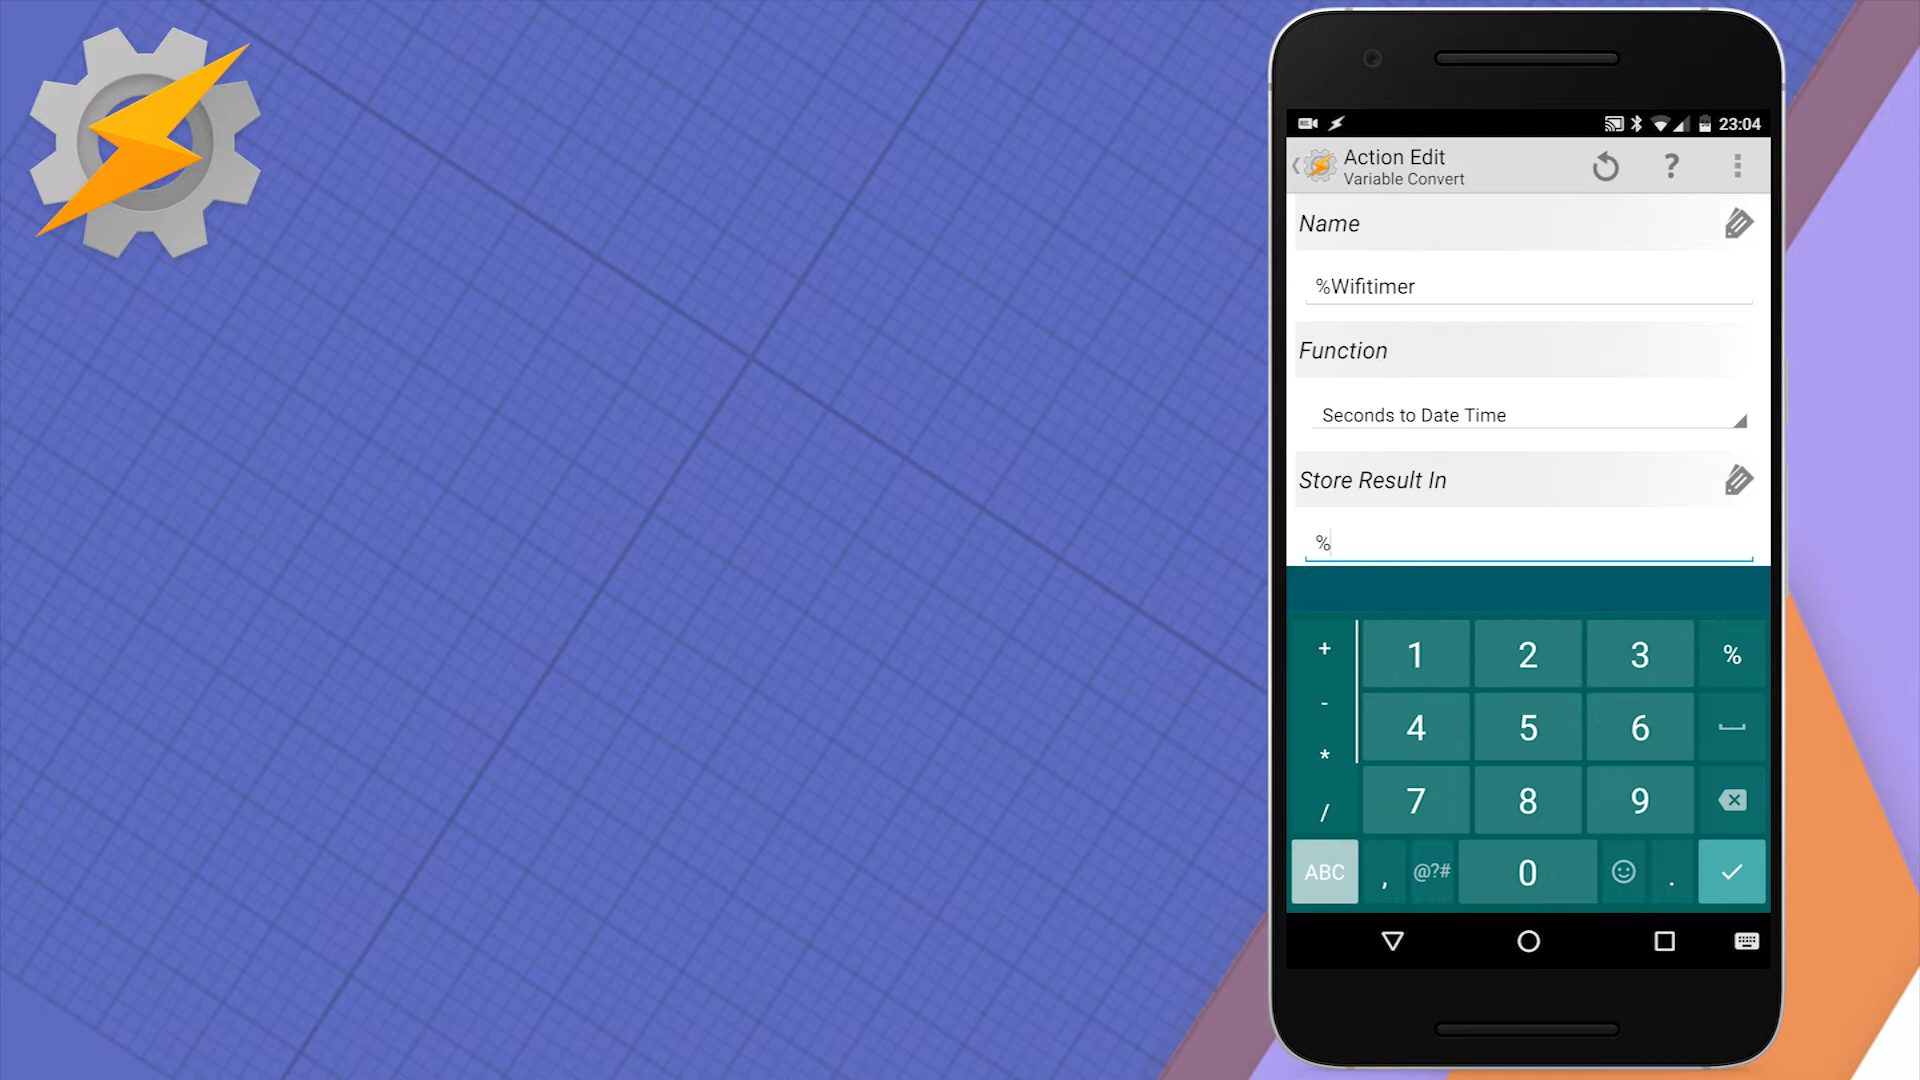 23:04
Action Edit
Variable Convert
Name
%Wifitimer
Function
Seconds to Date Time
Store Result In
%
+ 1 2 3 %
- 4 5 6
* 7 8 9
/
ABC , @?# 0 .